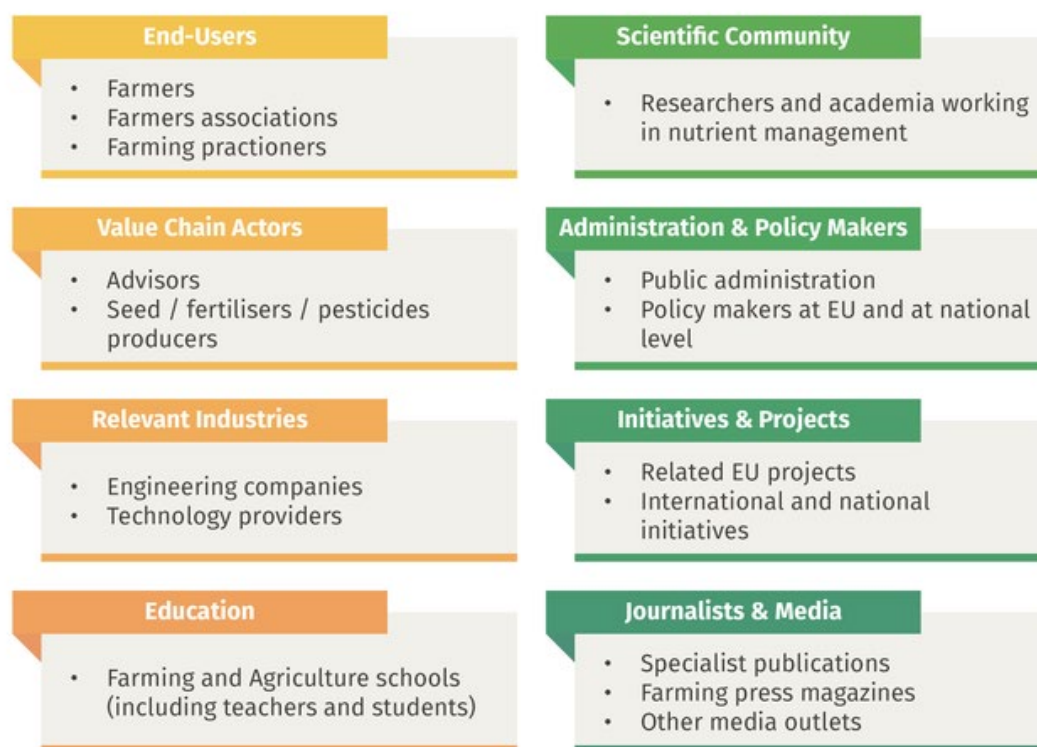 End-Users
• Farmers
• Farmers associations
• Farming practioners
Scientific Community
• Researchers and academia working
in nutrient management
Value Chain Actors
• Advisors
• Seed / fertilisers / pesticides
producers
Administration & Policy Makers
• Public administration
• Policy makers at EU and at national
level
Relevant Industries
• Engineering companies
• Technology providers
Initiatives & Projects
• Related EU projects
• International and national
initiatives
Education
• Farming and Agriculture schools
(including teachers and students)
Journalists & Media
• Specialist publications
• Farming press magazines
• Other media outlets